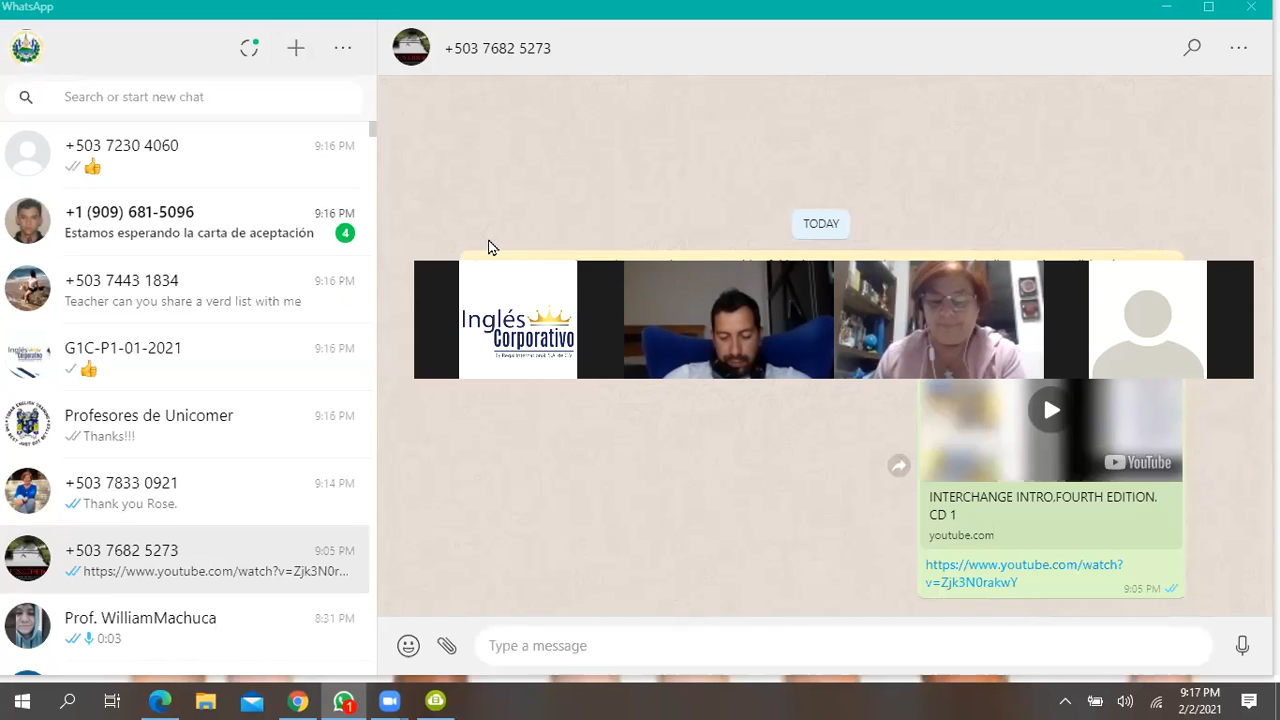 WhatsApp
Search or start new chat
+503 7230 4060
9:16 PM
👍
+1 (909) 681-5096
9:16 PM
Estamos esperando la carta de aceptación
4
+503 7443 1834
9:16 PM
Teacher can you share a verd list with me
G1C-P1-01-2021
9:16 PM
👍
Profesores de Unicomer
9:16 PM
Thanks!!!
+503 7833 0921
9:14 PM
Thank you Rose.
+503 7682 5273
9:05 PM
https://www.youtube.com/watch?v=Zjk3N0r...
Prof. WilliamMachuca
8:31 PM
0:03
+503 7682 5273
TODAY
Inglés
Corporativo
YouTube
INTERCHANGE INTRO,FOURTH EDITION.
CD 1
youtube.com
https://www.youtube.com/watch?
v=Zjk3N0rakwY
9:05 PM
Type a message
1
9:17 PM
2/2/2021